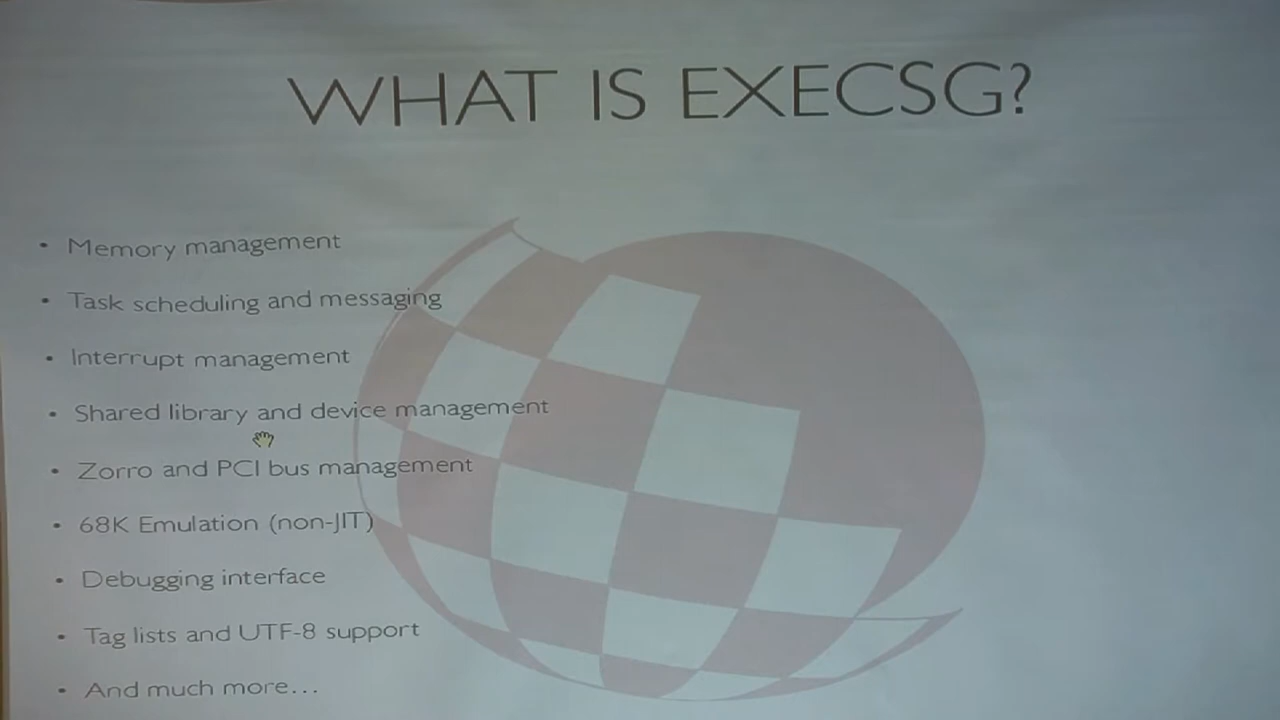 WHAT IS EXECSG?
• Memory management
• Task scheduling and messaging
• Interrupt management
• Shared library and device management
• Zorro and PCI bus management
• 68K Emulation (non-JIT)
• Debugging interface
• Tag lists and UTF-8 support
• And much more...